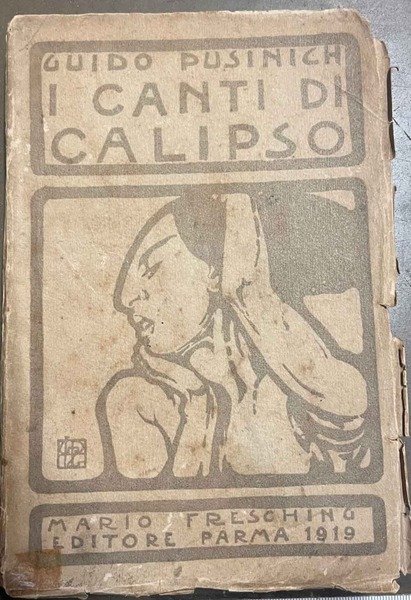 GUIDO PUSINICH
I CANTI DI
CALIPSO
MARIO FRESCHING
EDITORE PARMA 1919